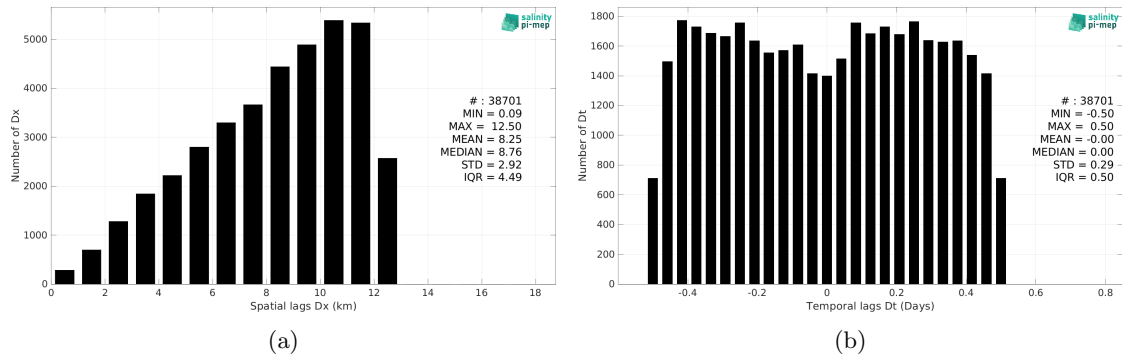 5000
4000
3000
2000
1000
0
Number of Dx
0 2 4 6 8 10 12 14 16 18
Spatial lags Dx (km)
salinity
pi-mep
# : 38701
MIN = 0.09
MAX = 12.50
MEAN = 8.25
MEDIAN = 8.76
STD = 2.92
IQR = 4.49
(a)
1800
1600
1400
1200
1000
800
600
400
200
0
Number of Dt
-0.4 -0.2 0 0.2 0.4 0.6 0.8
Temporal lags Dt (Days)
salinity
pi-mep
# : 38701
MIN = -0.50
MAX = 0.50
MEAN = -0.00
MEDIAN = 0.00
STD = 0.29
IQR = 0.50
(b)